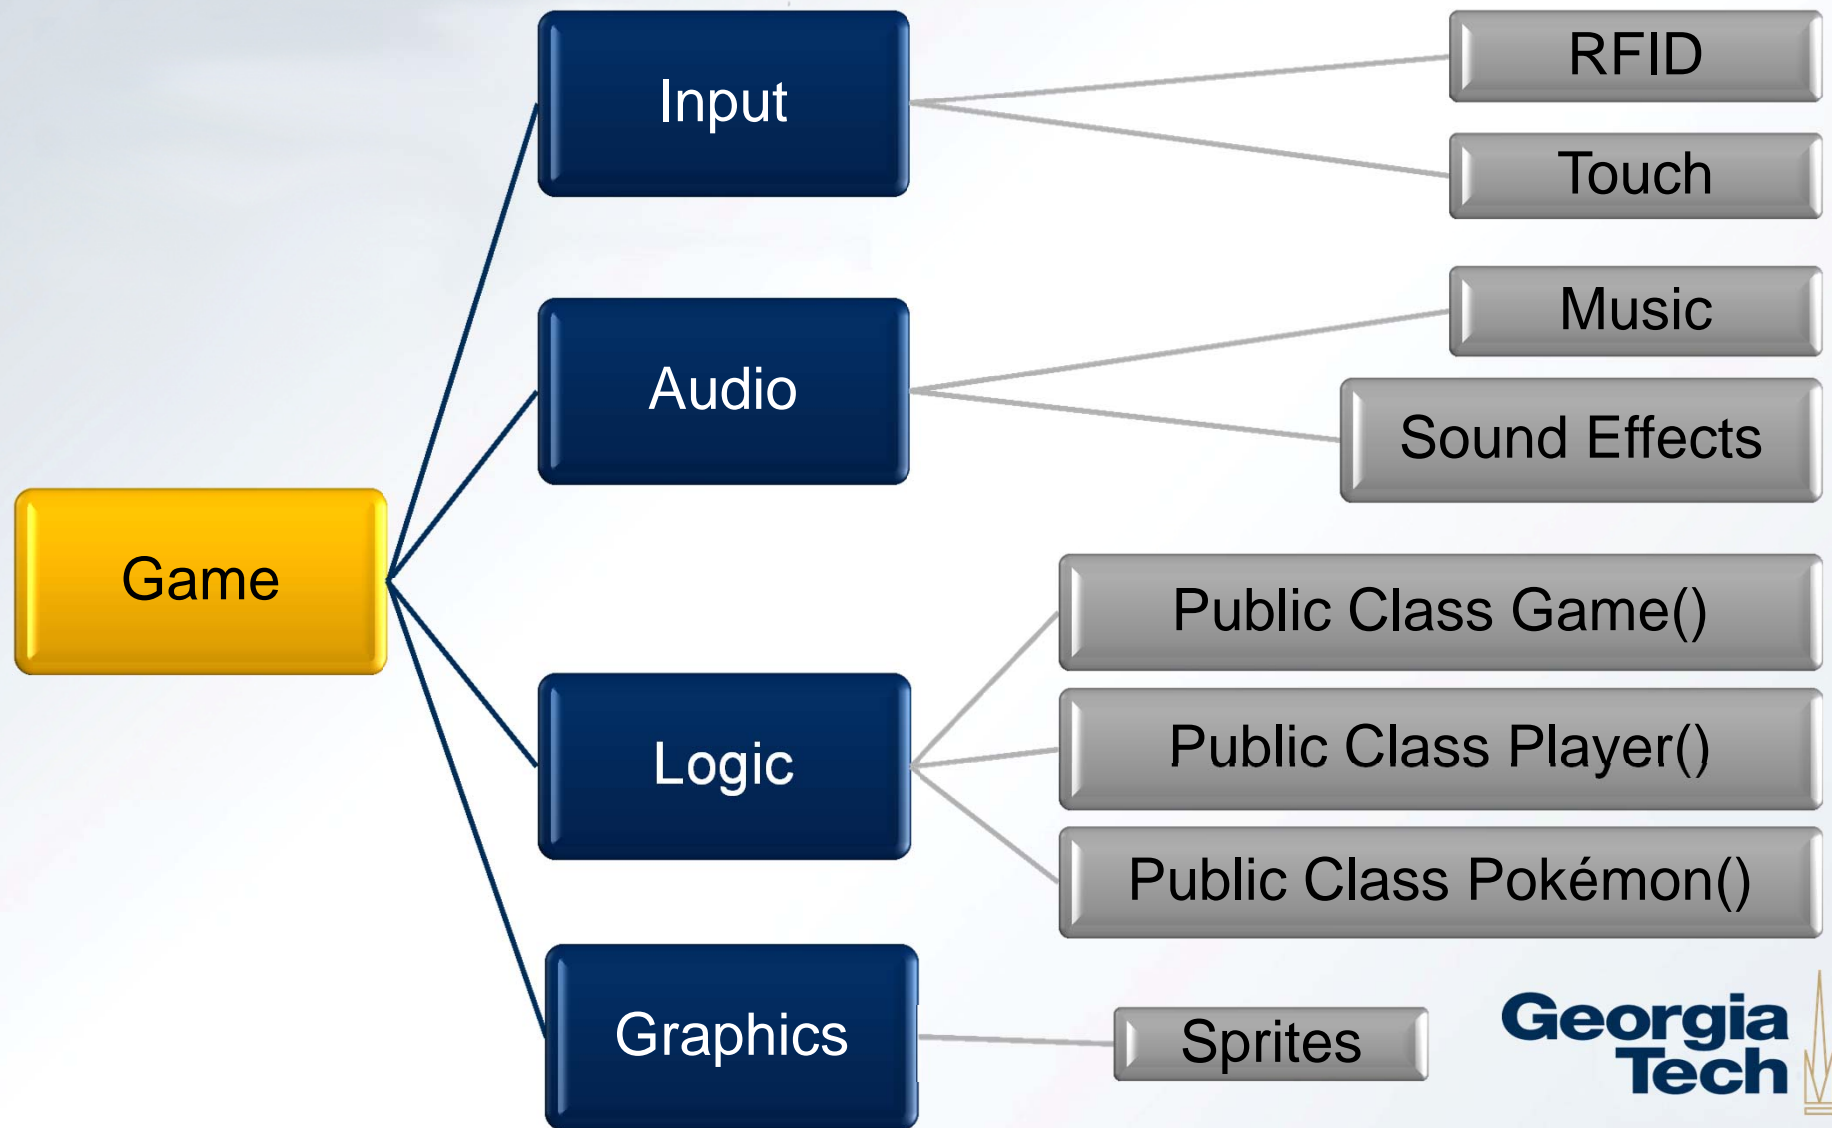 Game
Input
RFID
Touch
Audio
Music
Sound Effects
Logic
Public Class Game()
Public Class Player()
Public Class Pokémon()
Graphics
Sprites
Georgia
Tech